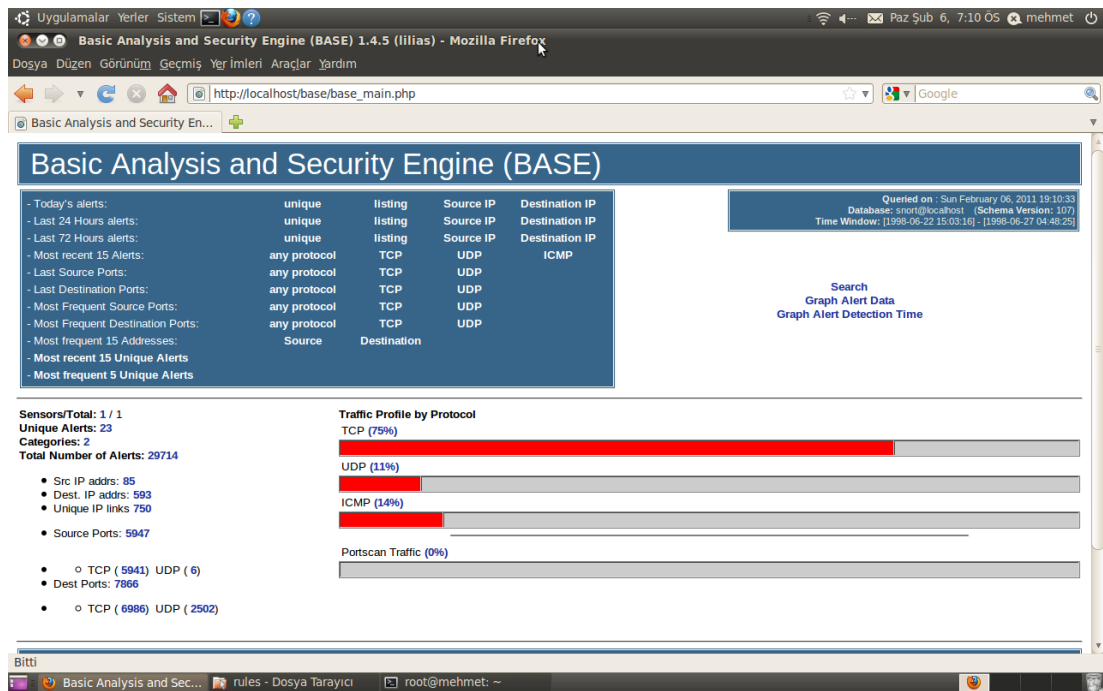 Uygulamalar Yerler Sistem
Paz Şub 6, 7:10 ÖS mehmet
Basic Analysis and Security Engine (BASE) 1.4.5 (lilias) - Mozilla Firefox
Dosya Düzen Görünüm Geçmiş Yer İmleri Araçlar Yardım
http://localhost/base/base_main.php
Google
Basic Analysis and Security En...
Basic Analysis and Security Engine (BASE)
- Today's alerts: unique listing Source IP Destination IP
- Last 24 Hours alerts: unique listing Source IP Destination IP
- Last 72 Hours alerts: unique listing Source IP Destination IP
- Most recent 15 Alerts: any protocol TCP UDP ICMP
- Last Source Ports: any protocol TCP UDP
- Last Destination Ports: any protocol TCP UDP
- Most Frequent Source Ports: any protocol TCP UDP
- Most Frequent Destination Ports: any protocol TCP UDP
- Most frequent 15 Addresses: Source Destination
- Most recent 15 Unique Alerts
- Most frequent 5 Unique Alerts
Queried on : Sun February 06, 2011 19:10:33
Database: snort@localhost (Schema Version: 107)
Time Window: [1998-06-22 15:03:16] - [1998-06-27 04:48:25]
Search
Graph Alert Data
Graph Alert Detection Time
Sensors/Total: 1 / 1
Unique Alerts: 23
Categories: 2
Total Number of Alerts: 29714
Src IP addrs: 85
Dest. IP addrs: 593
Unique IP links 750
Source Ports: 5947
TCP ( 5941) UDP ( 6)
Dest Ports: 7866
TCP ( 6986) UDP ( 2502)
Traffic Profile by Protocol
TCP (75%)
UDP (11%)
ICMP (14%)
Portscan Traffic (0%)
Bitti
Basic Analysis and Sec...
rules - Dosya Tarayıcı
root@mehmet: ~